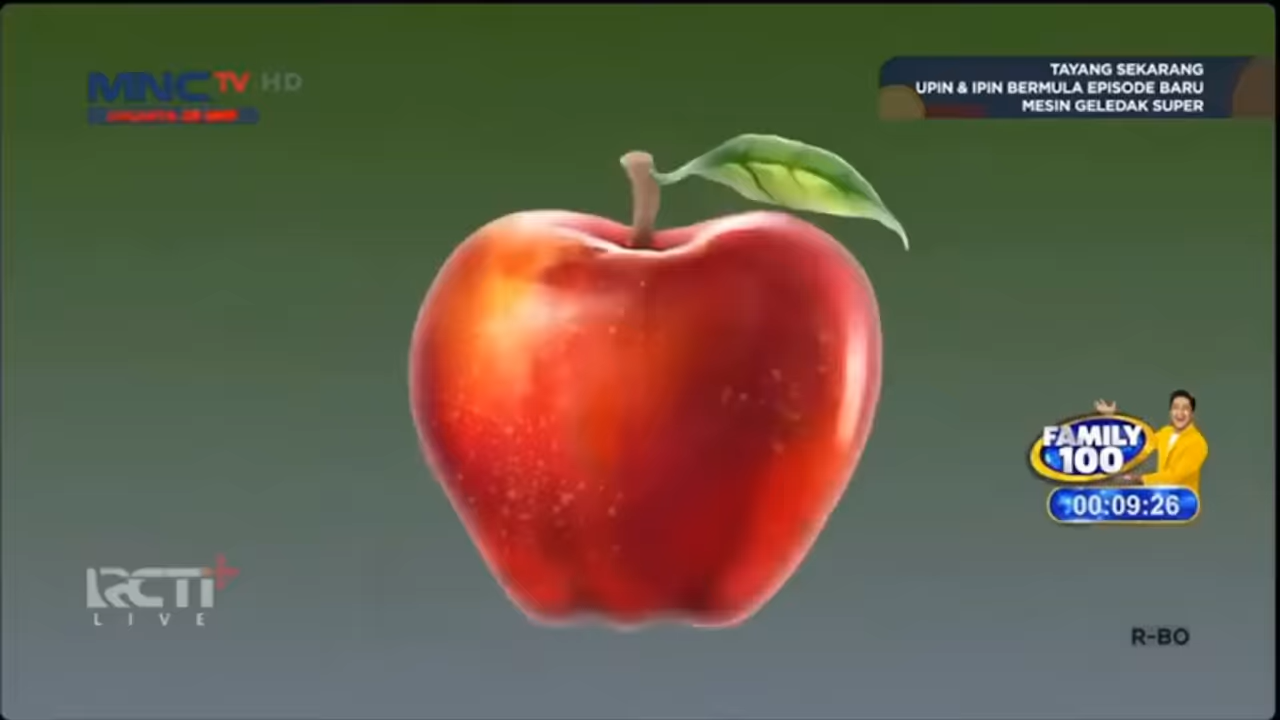 MNCTV HD
TAYANG SEKARANG
UPIN & IPIN BERMULA EPISODE BARU
MESIN GELEDAK SUPER
FAMILY
100
00:09:26
RCTI+
LIVE
R-BO